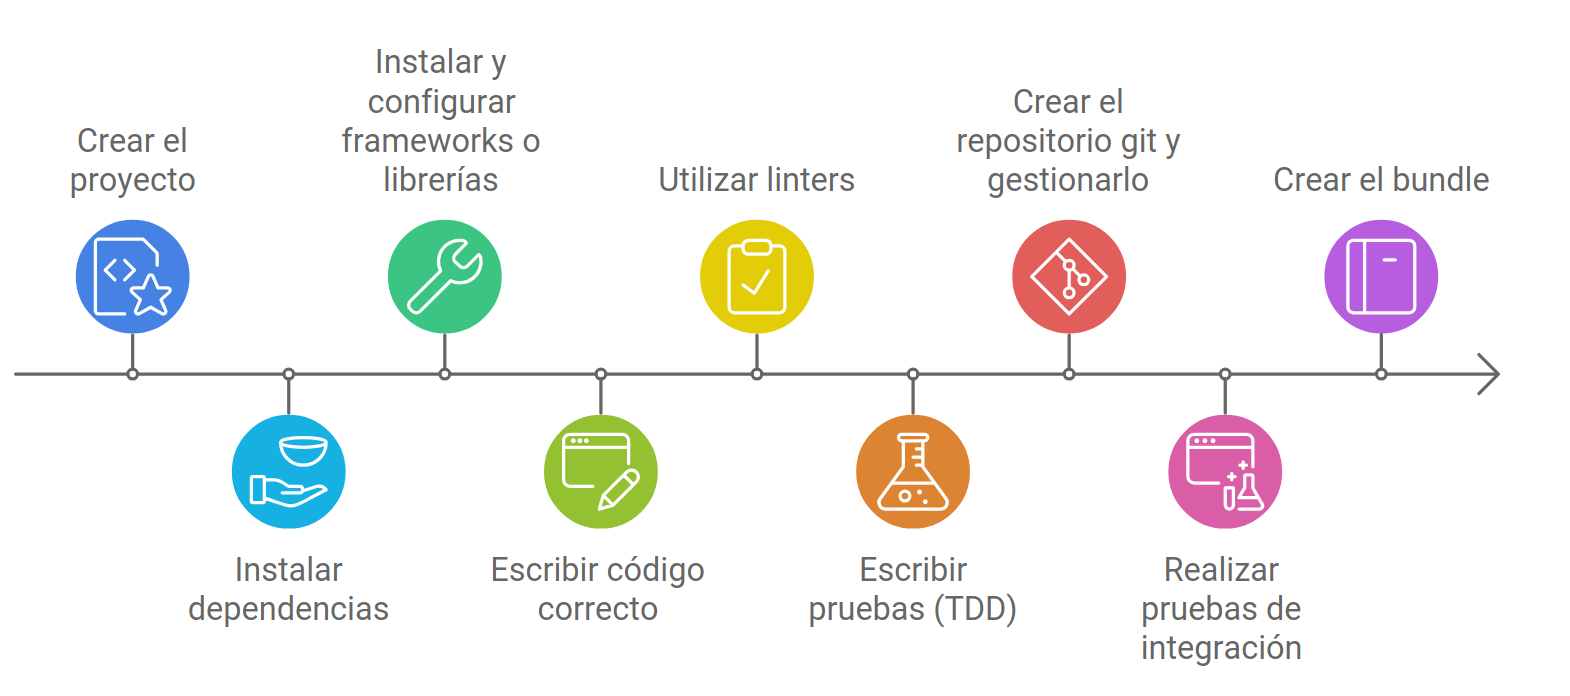 Crear el
proyecto
Instalar
dependencias
Instalar y
configurar
frameworks o
librerías
Escribir código
correcto
Utilizar linters
Escribir
pruebas (TDD)
Crear el
repositorio git y
gestionarlo
Realizar
pruebas de
integración
Crear el bundle